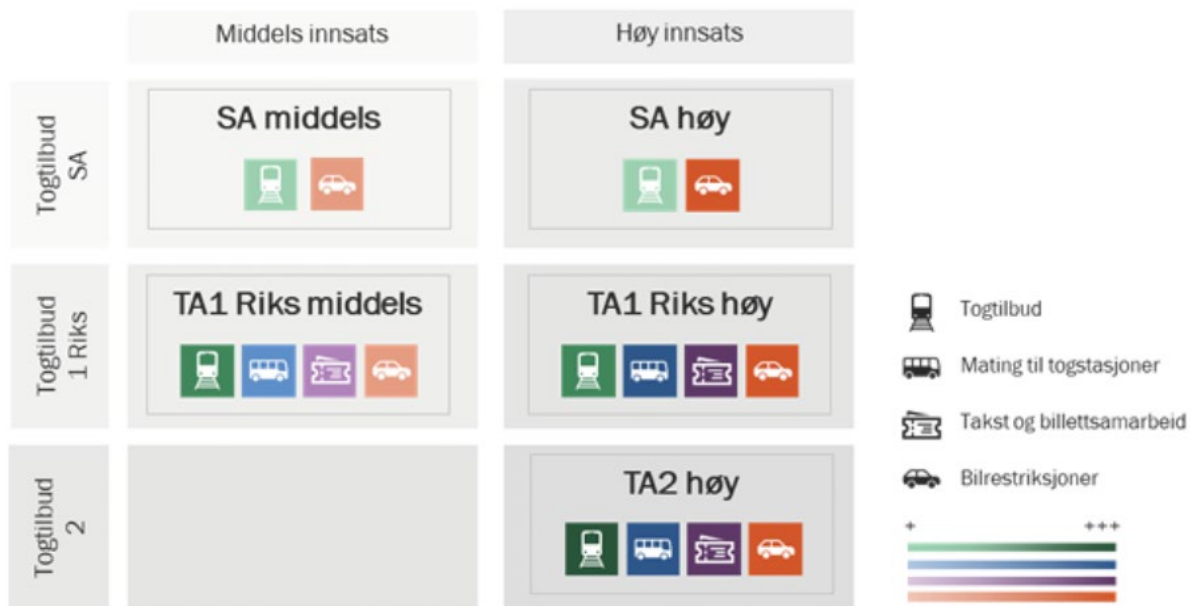 Middels innsats
Høy innsats
Togtilbud
SA
SA middels
SA høy
Togtilbud
1 Riks
TA1 Riks middels
TA1 Riks høy
Togtilbud
2
TA2 høy
Togtilbud
Mating til togstasjoner
Takst og billettsamarbeid
Bilrestriksjoner
+ +++